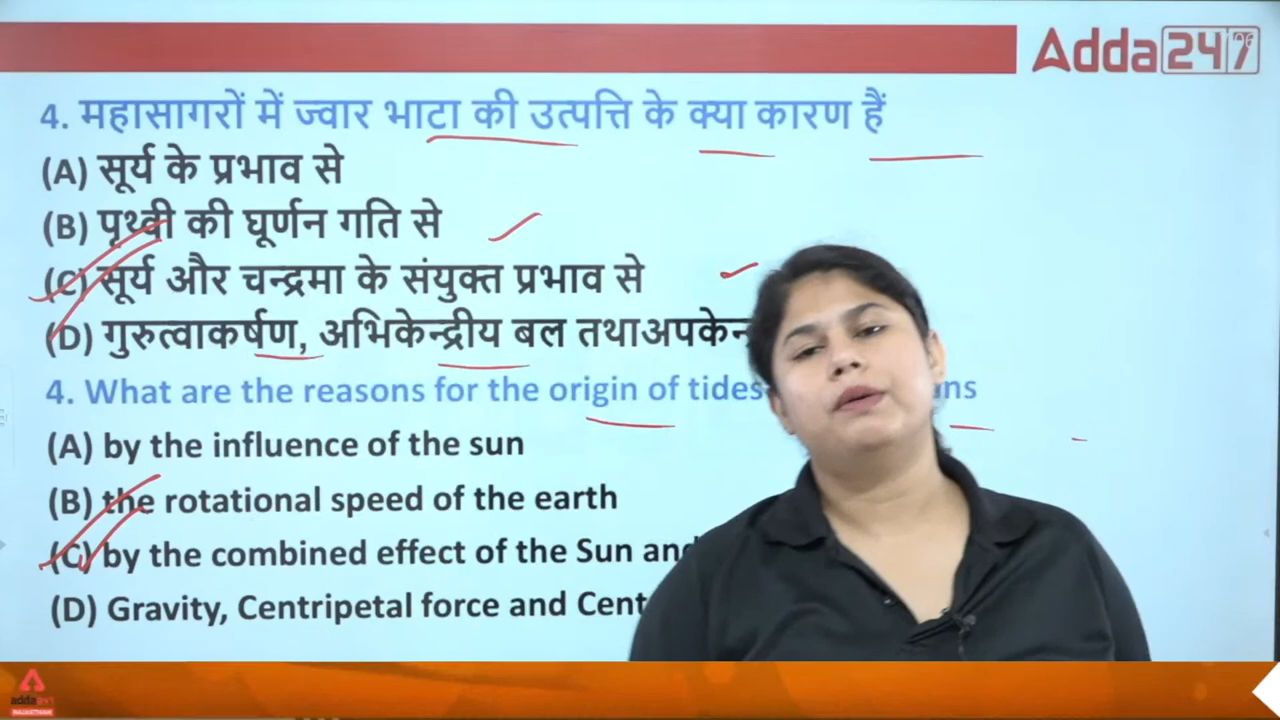 Adda247
4. महासागरों में ज्वार भाटा की उत्पत्ति के क्या कारण हैं
(A) सूर्य के प्रभाव से
(B) पृथ्वी की घूर्णन गति से
(C) सूर्य और चन्द्रमा के संयुक्त प्रभाव से
(D) गुरुत्वाकर्षण, अभिकेन्द्रीय बल तथा
4. What are the reasons for the origin of tides
(A) by the influence of the sun
(B) the rotational speed of the earth
(C) by the combined effect of the Sun and
(D) Gravity, Centripetal force and
adda247